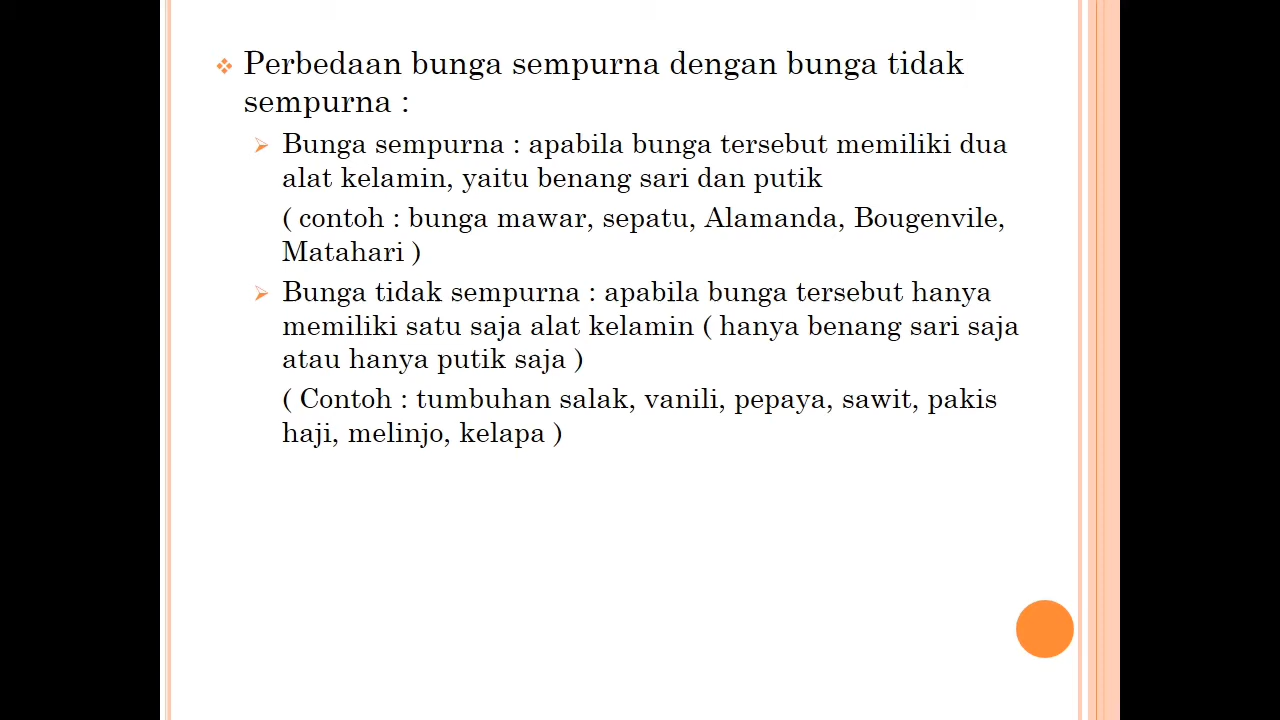 Perbedaan bunga sempurna dengan bunga tidak
sempurna :
Bunga sempurna : apabila bunga tersebut memiliki dua
alat kelamin, yaitu benang sari dan putik
( contoh : bunga mawar, sepatu, Alamanda, Bougenvile,
Matahari )
Bunga tidak sempurna : apabila bunga tersebut hanya
memiliki satu saja alat kelamin ( hanya benang sari saja
atau hanya putik saja )
( Contoh : tumbuhan salak, vanili, pepaya, sawit, pakis
haji, melinjo, kelapa )